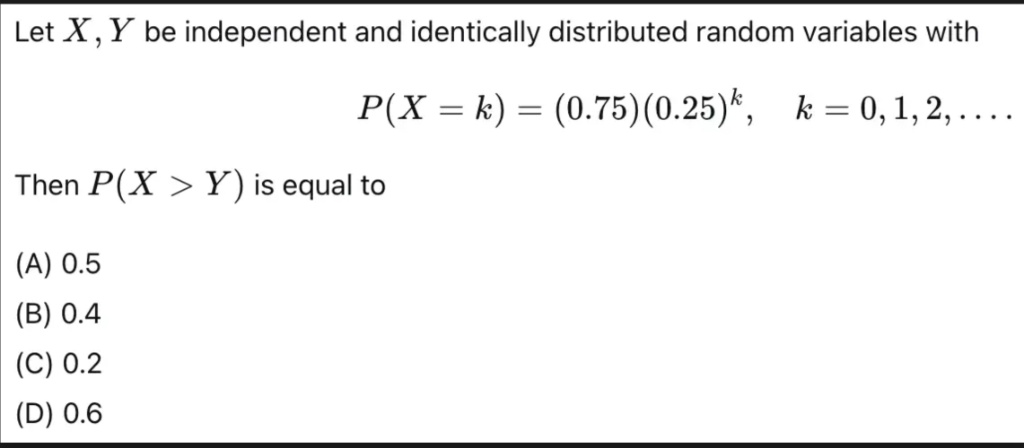 Let X, Y be independent and identically distributed random variables with
P(X = k) = (0.75)(0.25)^k, k = 0, 1, 2, ....
Then P(X > Y) is equal to
(A) 0.5
(B) 0.4
(C) 0.2
(D) 0.6